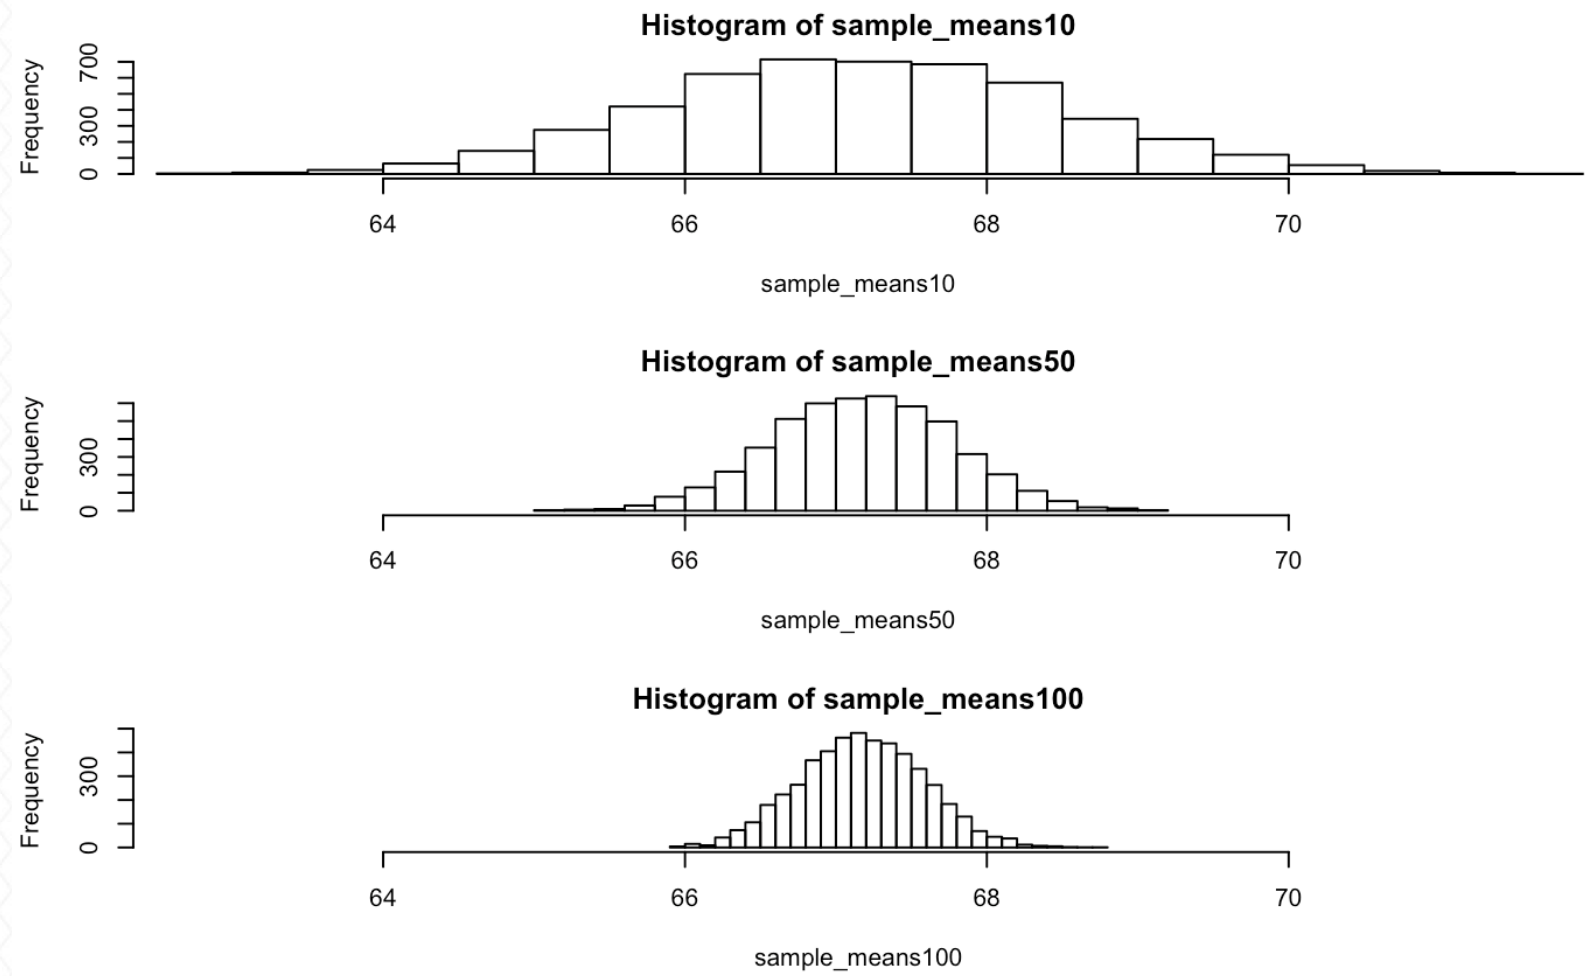 Histogram of sample_means10
Frequency
700
300
0
64 66 68 70
sample_means10
Histogram of sample_means50
Frequency
300
0
64 66 68 70
sample_means50
Histogram of sample_means100
Frequency
300
0
64 66 68 70
sample_means100